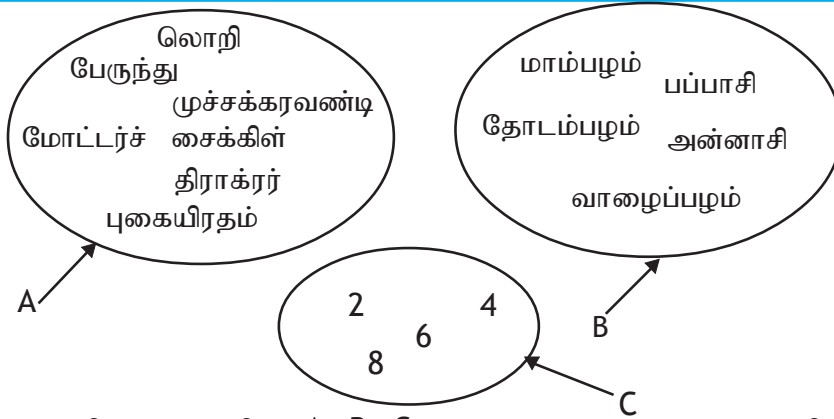 லொறி
பேருந்து
முச்சக்கரவண்டி
மோட்டர்ச் சைக்கிள்
திராக்ரர்
புகையிரதம்
A
மாம்பழம்
பப்பாசி
தோடம்பழம்
அன்னாசி
வாழைப்பழம்
B
2 4
6
8
C